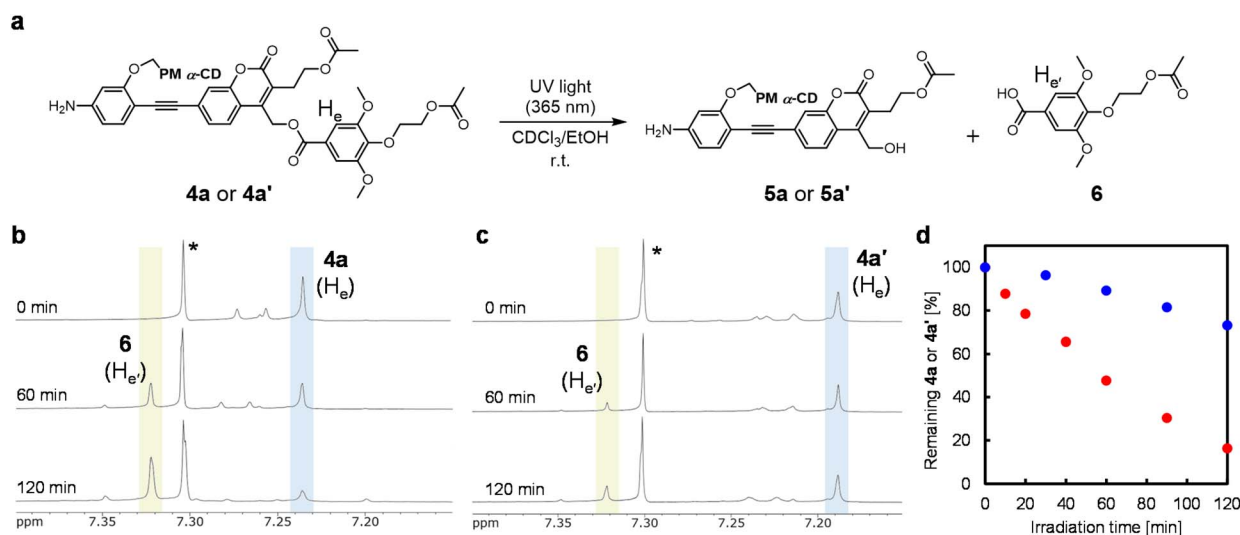 a
O
O
O
PM α-CD
O
O
O
NH₂
Hₑ
O
O
O
O
O
O
O
4a or 4a'
UV light
(365 nm)
CDCl₃/EtOH
r.t.
O
O
O
PM α-CD
O
O
NH₂
OH
5a or 5a'
+
Hₑ'
O
O
HO
O
O
O
O
6
b
*
4a
(Hₑ)
0 min
6
(Hₑ')
60 min
120 min
ppm 7.35 7.30 7.25 7.20
c
*
4a'
(Hₑ)
0 min
6
(Hₑ')
60 min
120 min
ppm 7.35 7.30 7.25 7.20
d
Remaining 4a or 4a' [%]
100
80
60
40
20
0
0 20 40 60 80 100 120
Irradiation time [min]